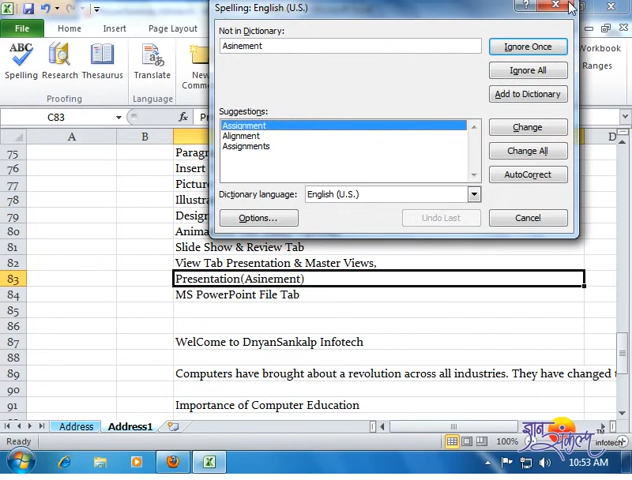 Spelling: English (U.S.)
File Home Insert Page Layout
Not in Dictionary:
Asinement
Ignore Once
Ignore All
Add to Dictionary
Workbook
Ranges
ABC
Spelling Research Thesaurus Translate New
Proofing Language
Suggestions:
Assignment
Alignment
Assignments
Change
Change All
AutoCorrect
Dictionary language: English (U.S.)
Options... Undo Last Cancel
C83 fx
A B D
75
76 Insert
77
78
79
80
81 Slide Show & Review Tab
82 View Tab Presentation & Master Views,
83 Presentation(Asinement)
84 MS PowerPoint File Tab
85
86
87 WelCome to DnyanSankalp Infotech
88
89 Computers have brought about a revolution across all industries. They have changed
90
91 Importance of Computer Education
Address Address1
Ready 100%
ज्ञान संकल्प
infotech
10:53 AM